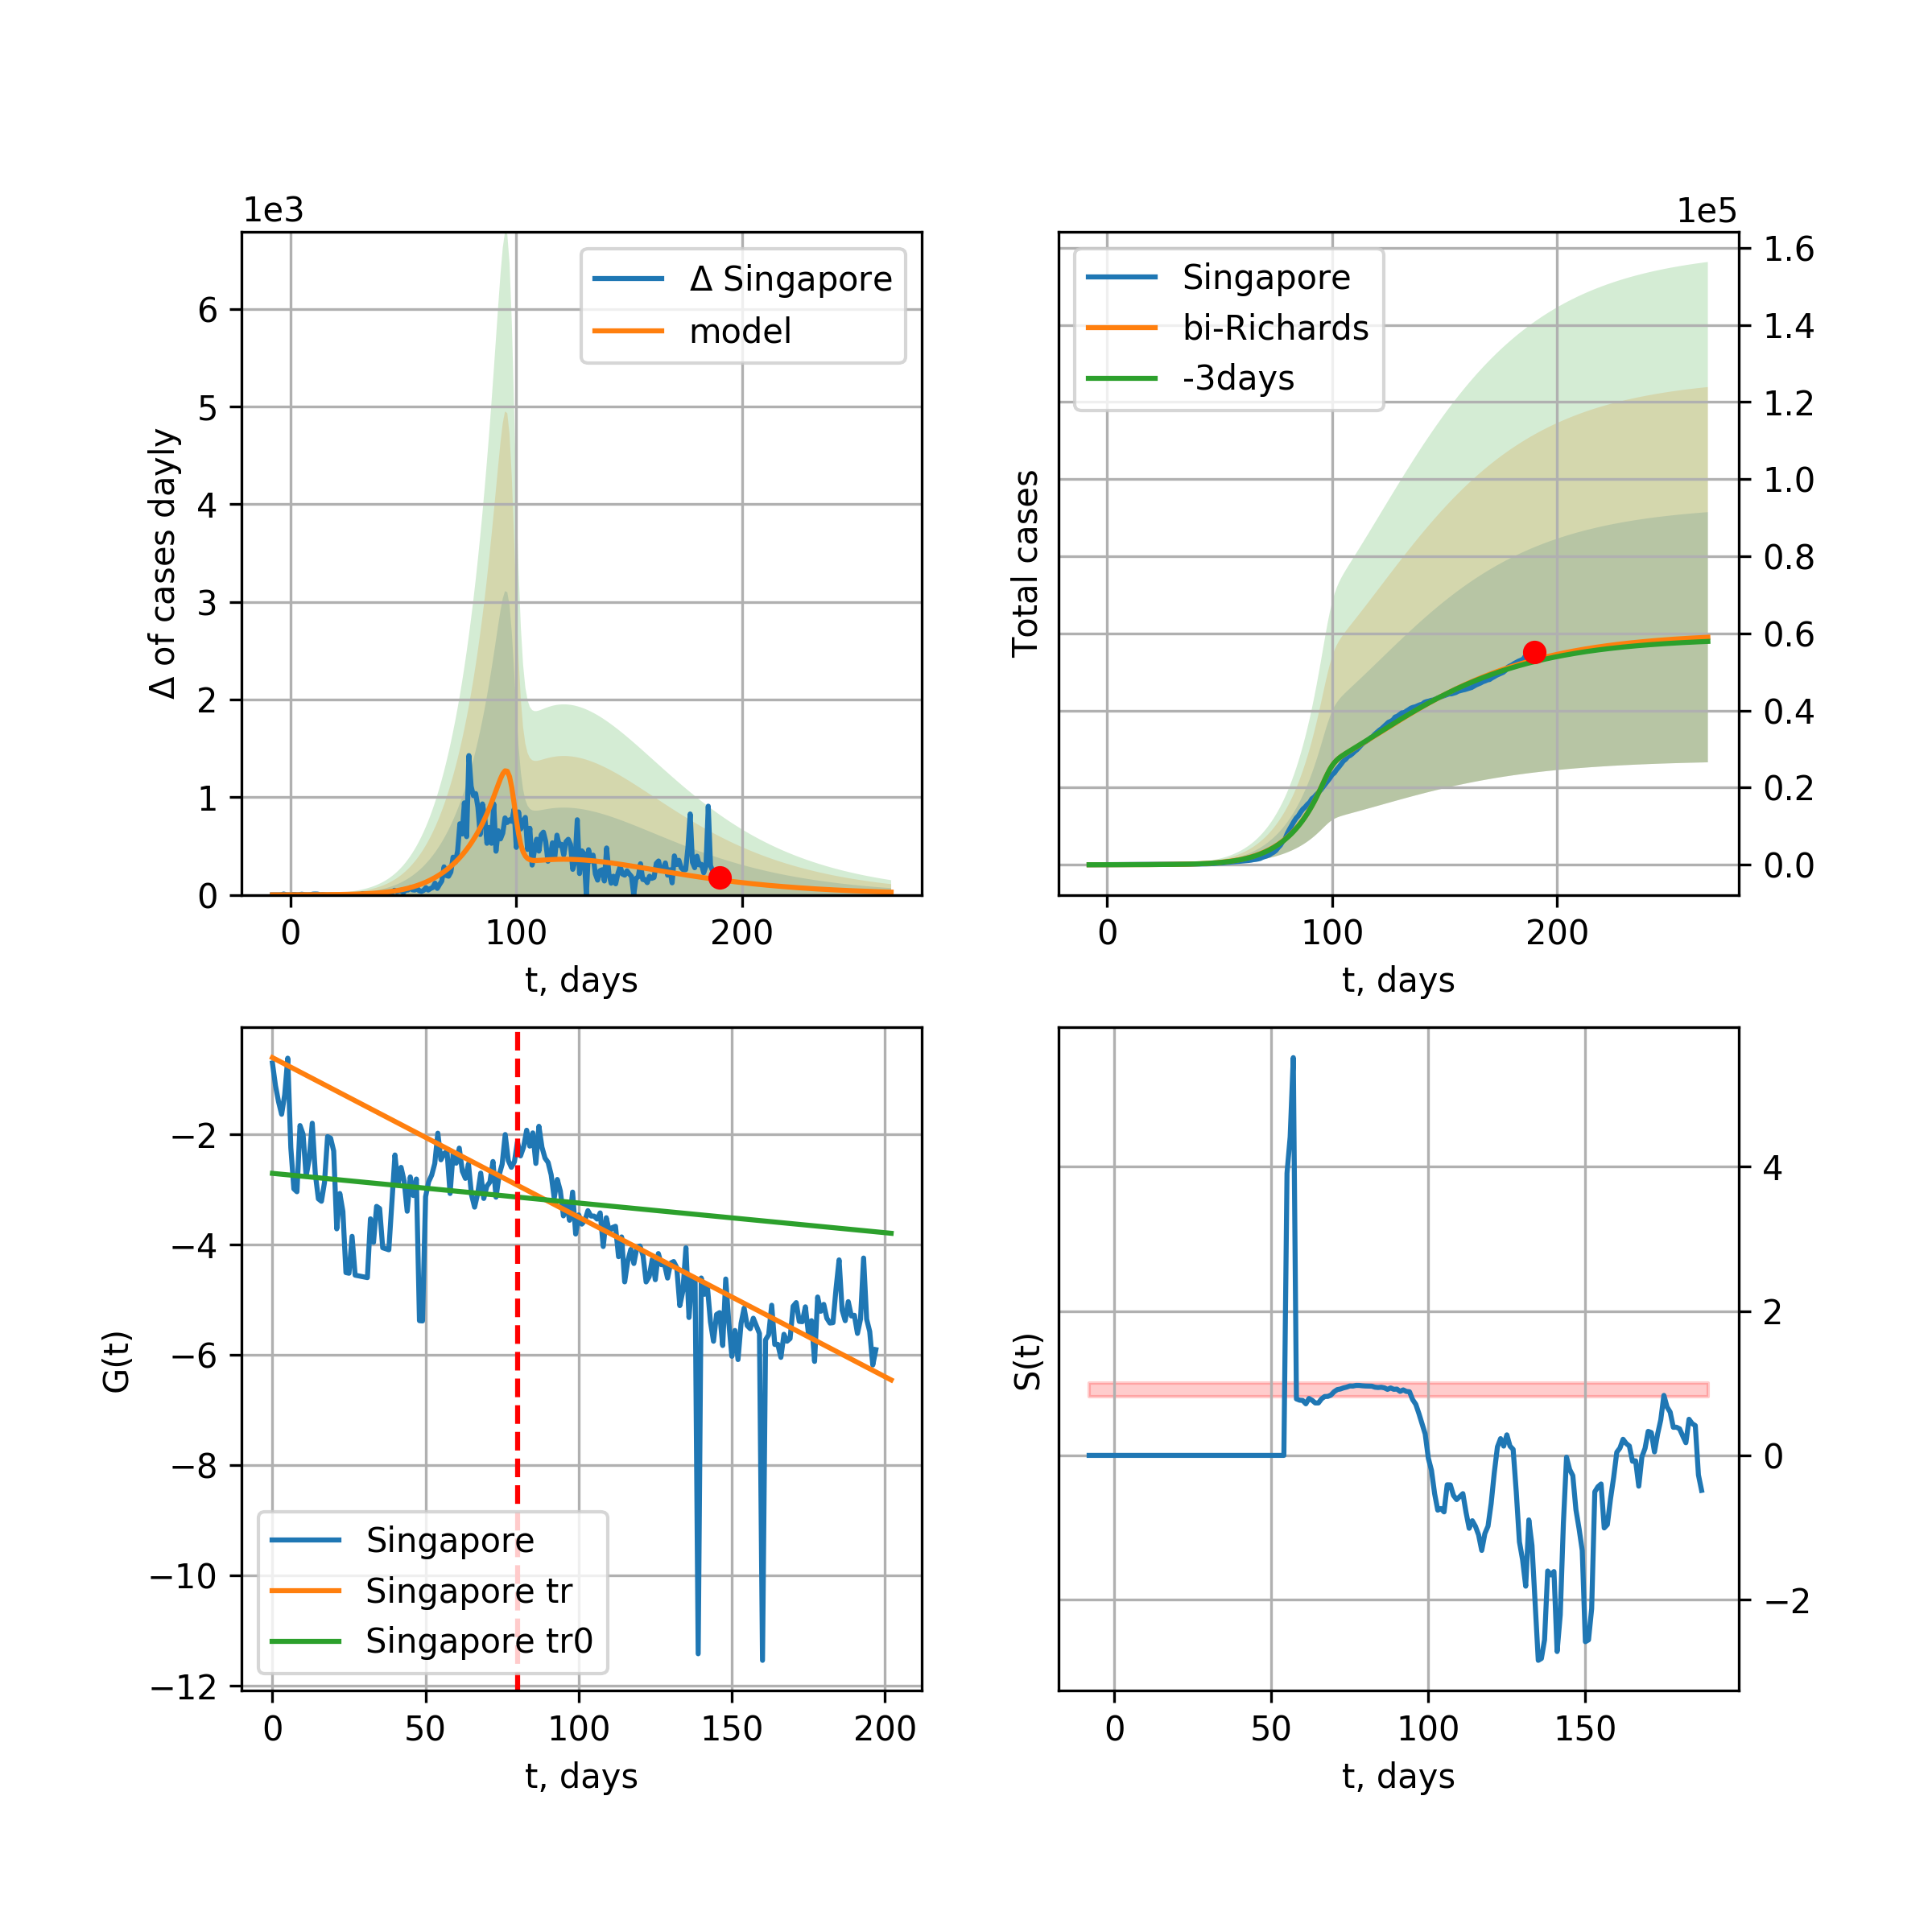 1e3
Δ of cases dayly
6
5
4
3
2
1
0
Δ Singapore
model
0 100 200
t, days
1e5
Total cases
Singapore
bi-Richards
-3days
1.6
1.4
1.2
1.0
0.8
0.6
0.4
0.2
0.0
0 100 200
t, days
G(t)
−2
−4
−6
−8
−10
−12
Singapore
Singapore tr
Singapore tr0
0 50 100 150 200
t, days
S(t)
4
2
0
−2
0 50 100 150
t, days